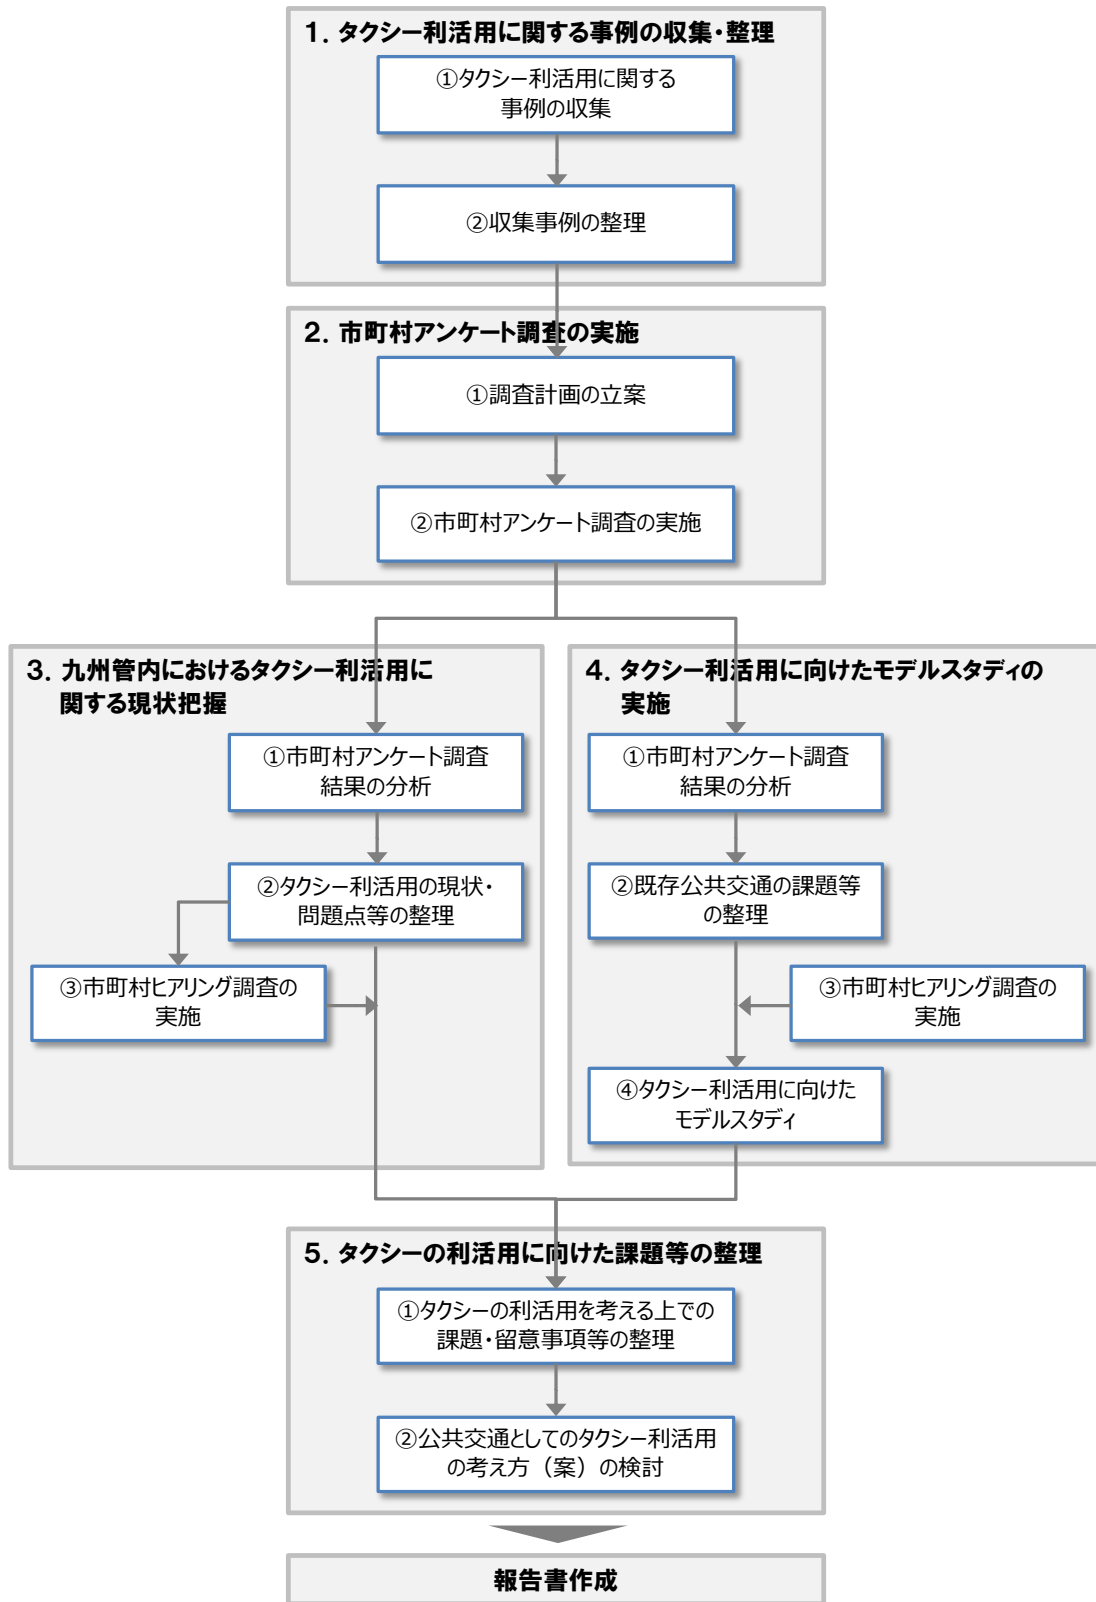 1. タクシー利活用に関する事例の収集・整理
①タクシー利活用に関する
事例の収集
②収集事例の整理
2. 市町村アンケート調査の実施
①調査計画の立案
②市町村アンケート調査の実施
3. 九州管内におけるタクシー利活用に
関する現状把握
①市町村アンケート調査
結果の分析
②タクシー利活用の現状・
問題点等の整理
③市町村ヒアリング調査の
実施
4. タクシー利活用に向けたモデルスタディの
実施
①市町村アンケート調査
結果の分析
②既存公共交通の課題等
の整理
③市町村ヒアリング調査の
実施
④タクシー利活用に向けた
モデルスタディ
5. タクシーの利活用に向けた課題等の整理
①タクシーの利活用を考える上での
課題・留意事項等の整理
②公共交通としてのタクシー利活用
の考え方（案）の検討
報告書作成